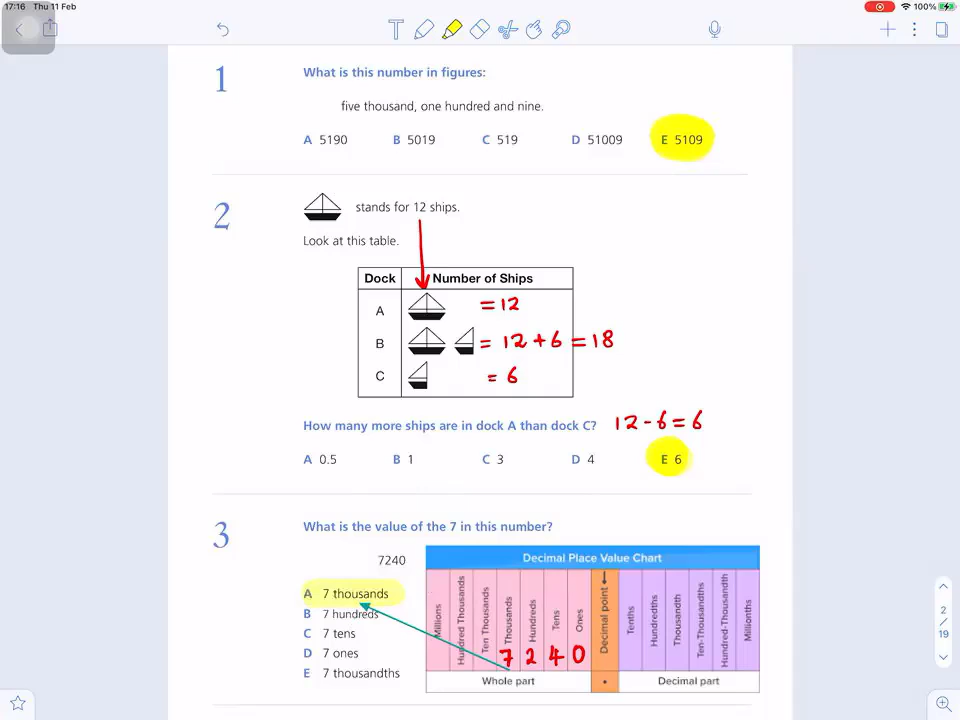 17:16 Thu 11 Feb
100%
T
1
What is this number in figures:
five thousand, one hundred and nine.
A 5190 B 5019 C 519 D 51009 E 5109
2
stands for 12 ships.
Look at this table.
Dock Number of Ships
A = 12
B = 12 + 6 = 18
C = 6
How many more ships are in dock A than dock C? 12 - 6 = 6
A 0.5 B 1 C 3 D 4 E 6
3
What is the value of the 7 in this number?
7240
A 7 thousands
B 7 hundreds
C 7 tens
D 7 ones
E 7 thousandths
Decimal Place Value Chart
Millions
Hundred Thousands
Ten Thousands
Thousands
Hundreds
Tens
Ones
Decimal point
Tenths
Hundredths
Thousandth
Ten-Thousandths
Hundred-Thousandth
Millionths
7 2 4 0 .
Whole part Decimal part
2
/
19